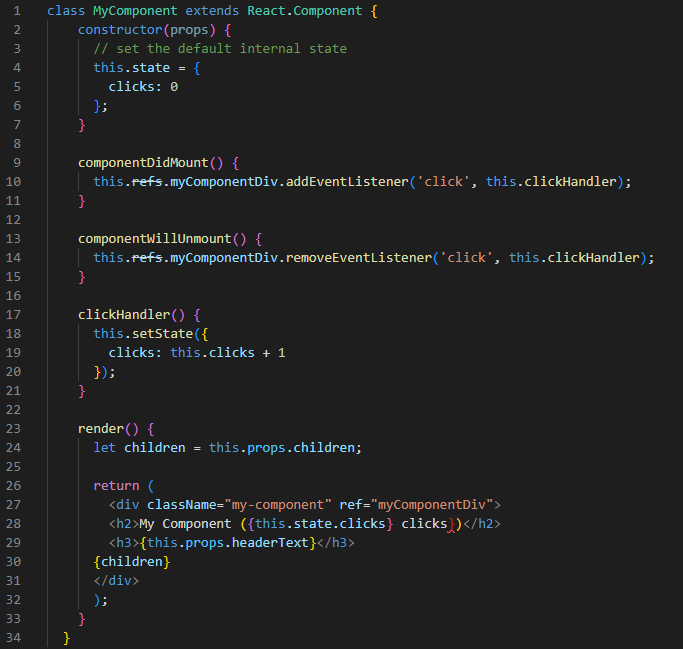 1 class MyComponent extends React.Component {
2 constructor(props) {
3 // set the default internal state
4 this.state = {
5 clicks: 0
6 };
7 }
8
9 componentDidMount() {
10 this.refs.myComponentDiv.addEventListener('click', this.clickHandler);
11 }
12
13 componentWillUnmount() {
14 this.refs.myComponentDiv.removeEventListener('click', this.clickHandler);
15 }
16
17 clickHandler() {
18 this.setState({
19 clicks: this.clicks + 1
20 });
21 }
22
23 render() {
24 let children = this.props.children;
25
26 return (
27 <div className="my-component" ref="myComponentDiv">
28 <h2>My Component ({this.state.clicks} clicks})</h2>
29 <h3>{this.props.headerText}</h3>
30 {children}
31 </div>
32 );
33 }
34 }